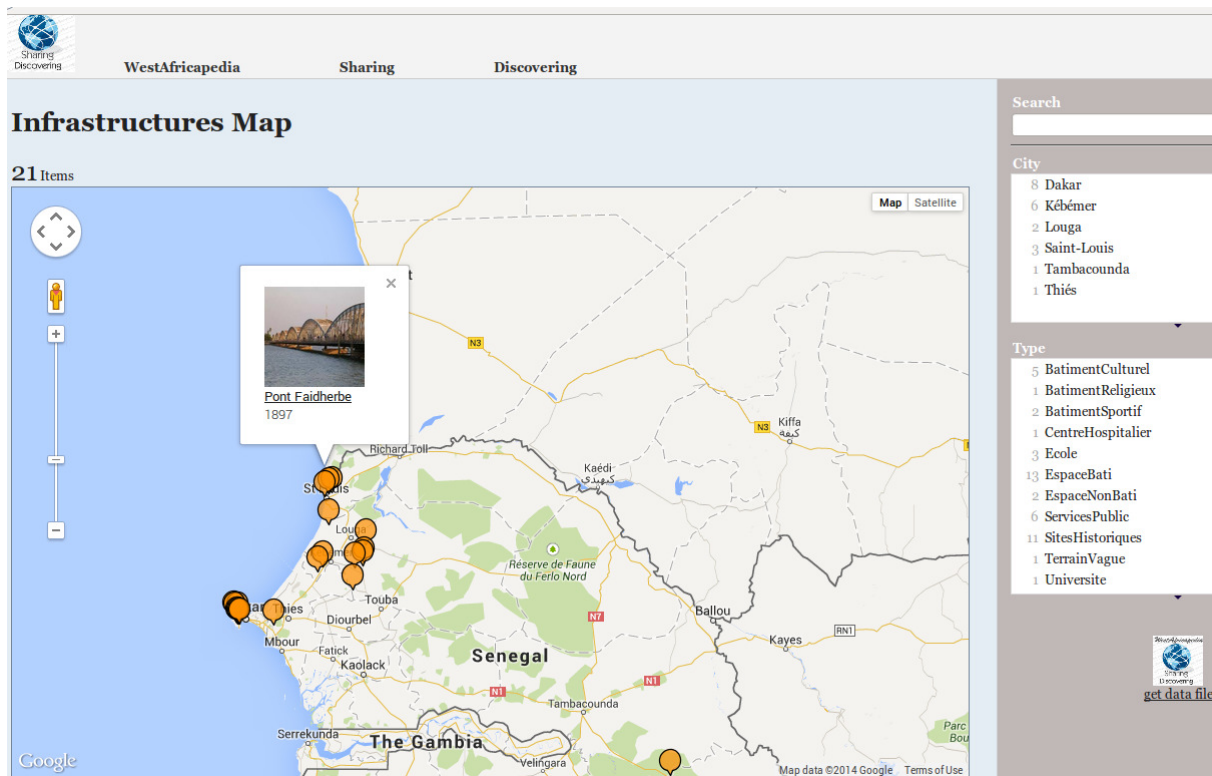 Sharing
Discovering
WestAfricapedia
Sharing
Discovering
Infrastructures Map
21 Items
Map
Satellite
×
Pont Faidherbe
1897
N3
N3
Kiffa
كيفه
Richard Toll
Kaédi
كيهيدي
Réserve de Faune
du Ferlo Nord
Touba
Diourbel
N7
Ballou
Mbour
Fatick
Kaolack
Senegal
Kayes
RN1
N1
N1
Tambacounda
Serrekunda
The Gambia
Vélingara
Parc
Bou
Google
Map data ©2014 Google
Terms of Use
Search
City
8 Dakar
6 Kébémer
2 Louga
3 Saint-Louis
1 Tambacounda
1 Thiés
Type
5 BatimentCulturel
1 BatimentReligieux
2 BatimentSportif
1 CentreHospitalier
3 Ecole
13 EspaceBati
2 EspaceNonBati
6 ServicesPublic
11 SitesHistoriques
1 TerrainVague
1 Universite
WestAfricapedia
Sharing
Discovering
get data file